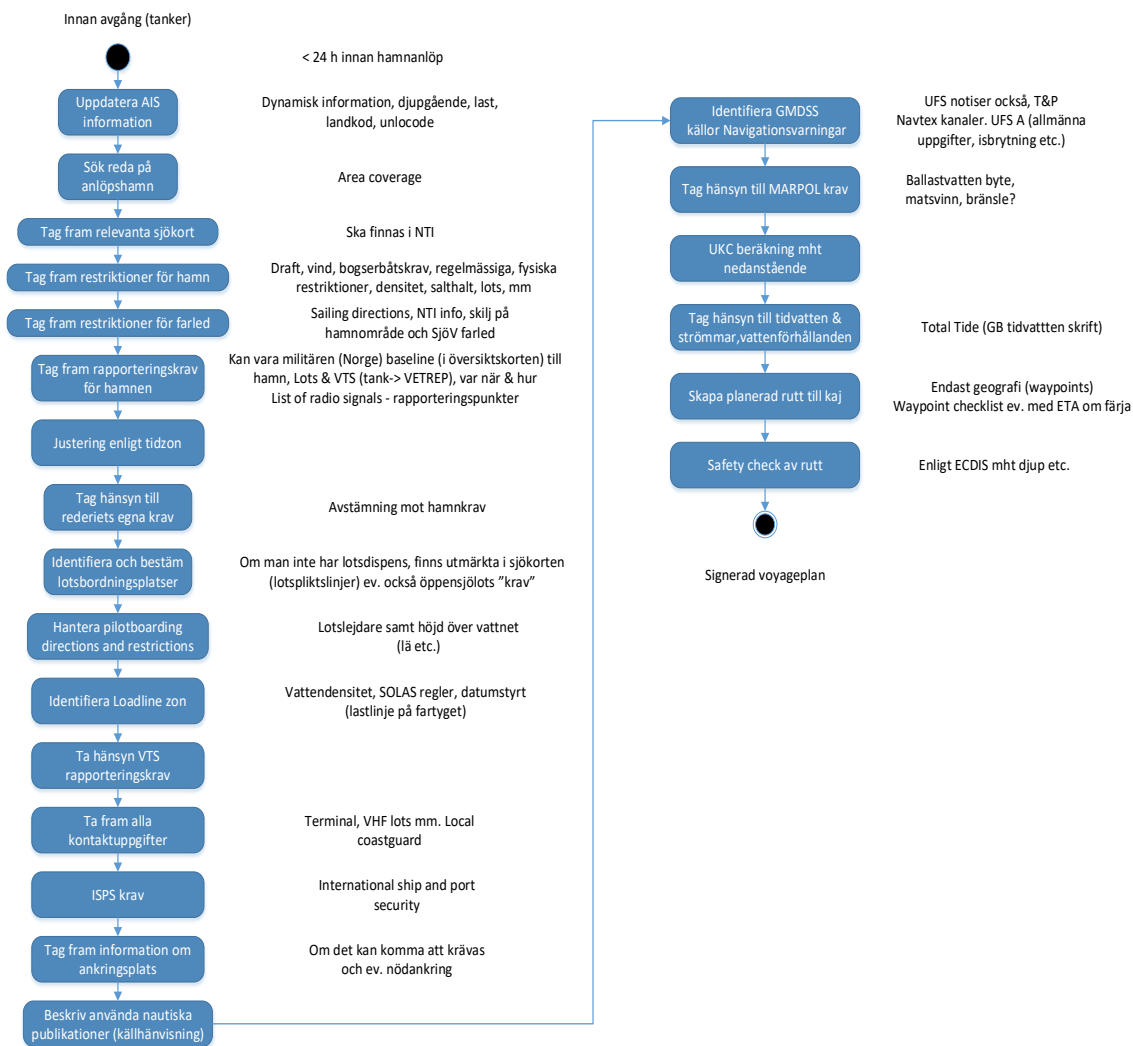 Innan avgång (tanker)
< 24 h innan hamnanlöp
Uppdatera AIS
information
Dynamisk information, djupgående, last,
landkod, unlocode
Sök reda på
anlöpshamn
Area coverage
Tag fram relevanta sjökort
Ska finnas i NTI
Tag fram restriktioner för hamn
Draft, vind, bogserbåtskrav, regelmässiga, fysiska
restriktioner, densitet, salthalt, lots, mm
Tag fram restriktioner för farled
Sailing directions, NTI info, skilj på
hamnområde och SjöV farled
Tag fram rapporteringskrav
för hamnen
Kan vara militären (Norge) baseline (i översiktskorten) till
hamn, Lots & VTS (tank-> VETREP), var när & hur
List of radio signals - rapporteringspunkter
Justering enligt tidzon
Tag hänsyn till
rederiets egna krav
Avstämning mot hamnkrav
Identifiera och bestäm
lotsbordningsplatser
Om man inte har lotsdispens, finns utmärkta i sjökorten
(lotspliktslinjer) ev. också öppensjölots ”krav”
Hantera pilotboarding
directions and restrictions
Lotslejdare samt höjd över vattnet
(lä etc.)
Identifiera Loadline zon
Vattendensitet, SOLAS regler, datumstyrt
(lastlinje på fartyget)
Ta hänsyn VTS
rapporteringskrav
Ta fram alla
kontaktuppgifter
Terminal, VHF lots mm. Local
coastguard
ISPS krav
International ship and port
security
Tag fram information om
ankringsplats
Om det kan komma att krävas
och ev. nödankring
Beskriv använda nautiska
publikationer (källhänvisning)
Identifiera GMDSS
källor Navigationsvarningar
UFS notiser också, T&P
Navtex kanaler. UFS A (allmänna
uppgifter, isbrytning etc.)
Tag hänsyn till MARPOL krav
Ballastvatten byte,
matsvinn, bränsle?
UKC beräkning mht
nedanstående
Tag hänsyn till tidvatten &
strömmar,vattenförhållanden
Total Tide (GB tidvattten skrift)
Skapa planerad rutt till kaj
Endast geografi (waypoints)
Waypoint checklist ev. med ETA om färja
Safety check av rutt
Enligt ECDIS mht djup etc.
Signerad voyageplan